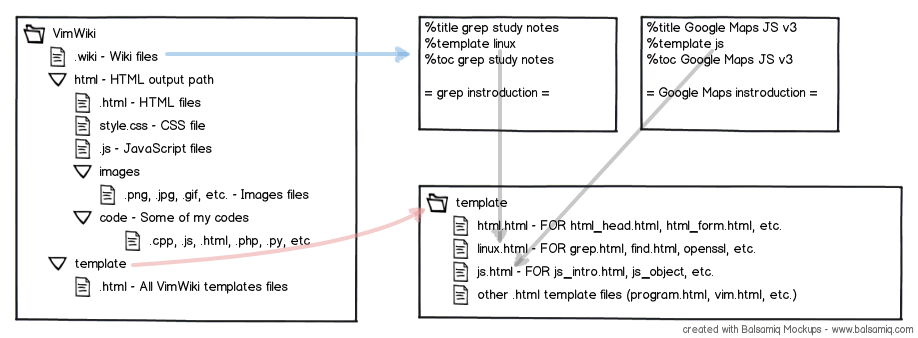 VimWiki
.wiki - Wiki files
html - HTML output path
.html - HTML files
style.css - CSS file
.js - JavaScript files
images
.png, .jpg, .gif, etc. - Images files
code - Some of my codes
.cpp, .js, .html, .php, .py, etc
template
.html - All VimWiki templates files
%title grep study notes
%template linux
%toc grep study notes
= grep instroduction =
%title Google Maps JS v3
%template js
%toc Google Maps JS v3
= Google Maps instroduction =
template
html.html - FOR html_head.html, html_form.html, etc.
linux.html - FOR grep.html, find.html, openssl, etc.
js.html - FOR js_intro.html, js_object, etc.
other .html template files (program.html, vim.html, etc.)
created with Balsamiq Mockups - www.balsamiq.com